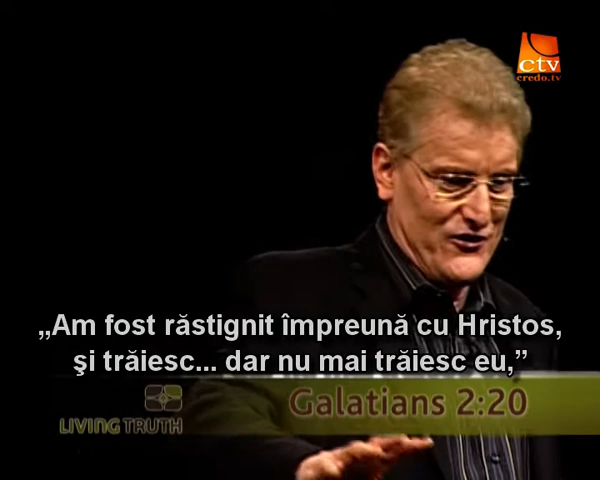 ctv
credo.tv
„Am fost răstignit împreună cu Hristos,
şi trăiesc... dar nu mai trăiesc eu,”
Galatians 2:20
LIVING TRUTH